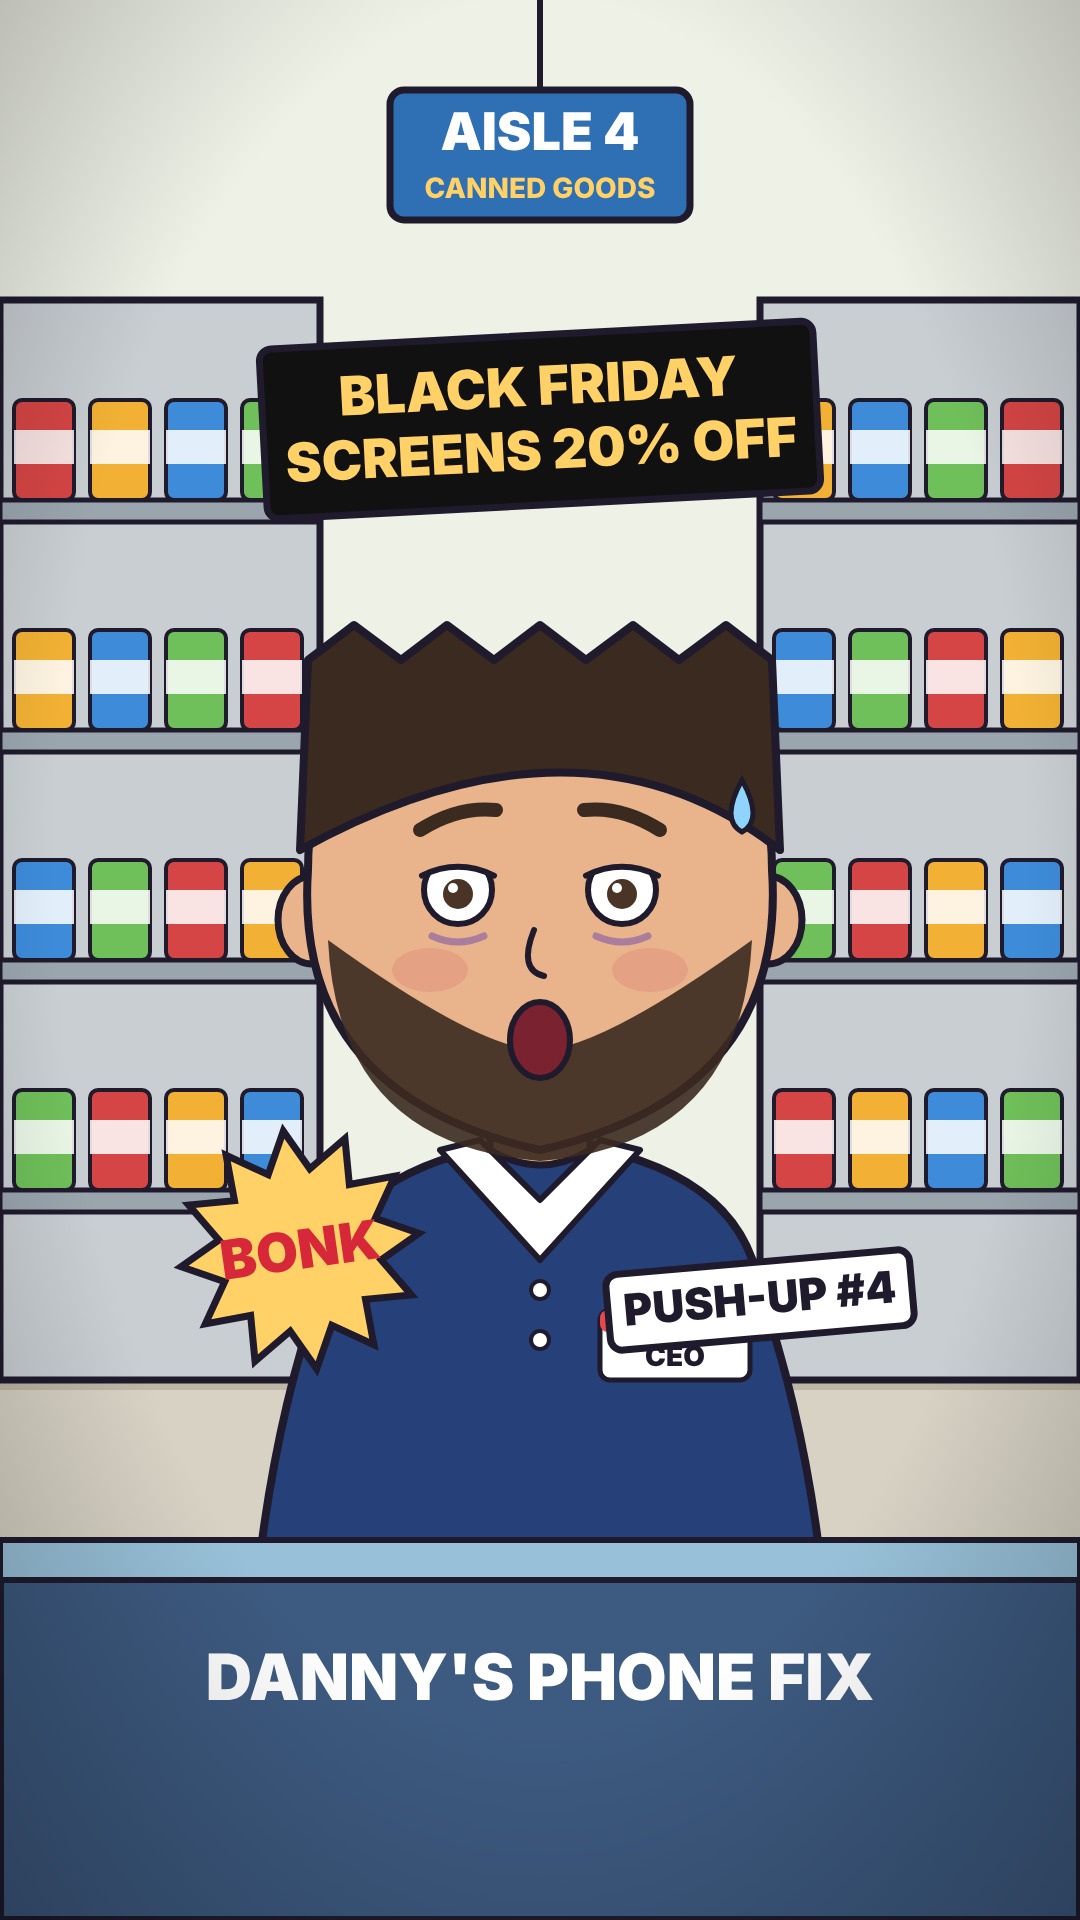 AISLE 4
CANNED GOODS
BLACK FRIDAY
SCREENS 20% OFF
BONK
PUSH-UP #4
CEO
DANNY'S PHONE FIX